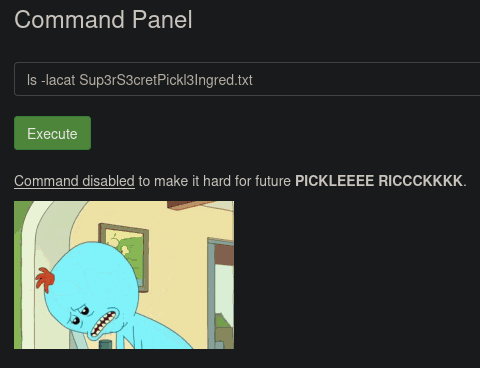 Command Panel
ls -lacat Sup3rS3cretPickl3Ingred.txt
Execute
Command disabled to make it hard for future PICKLEEEE RICCCKKKK.